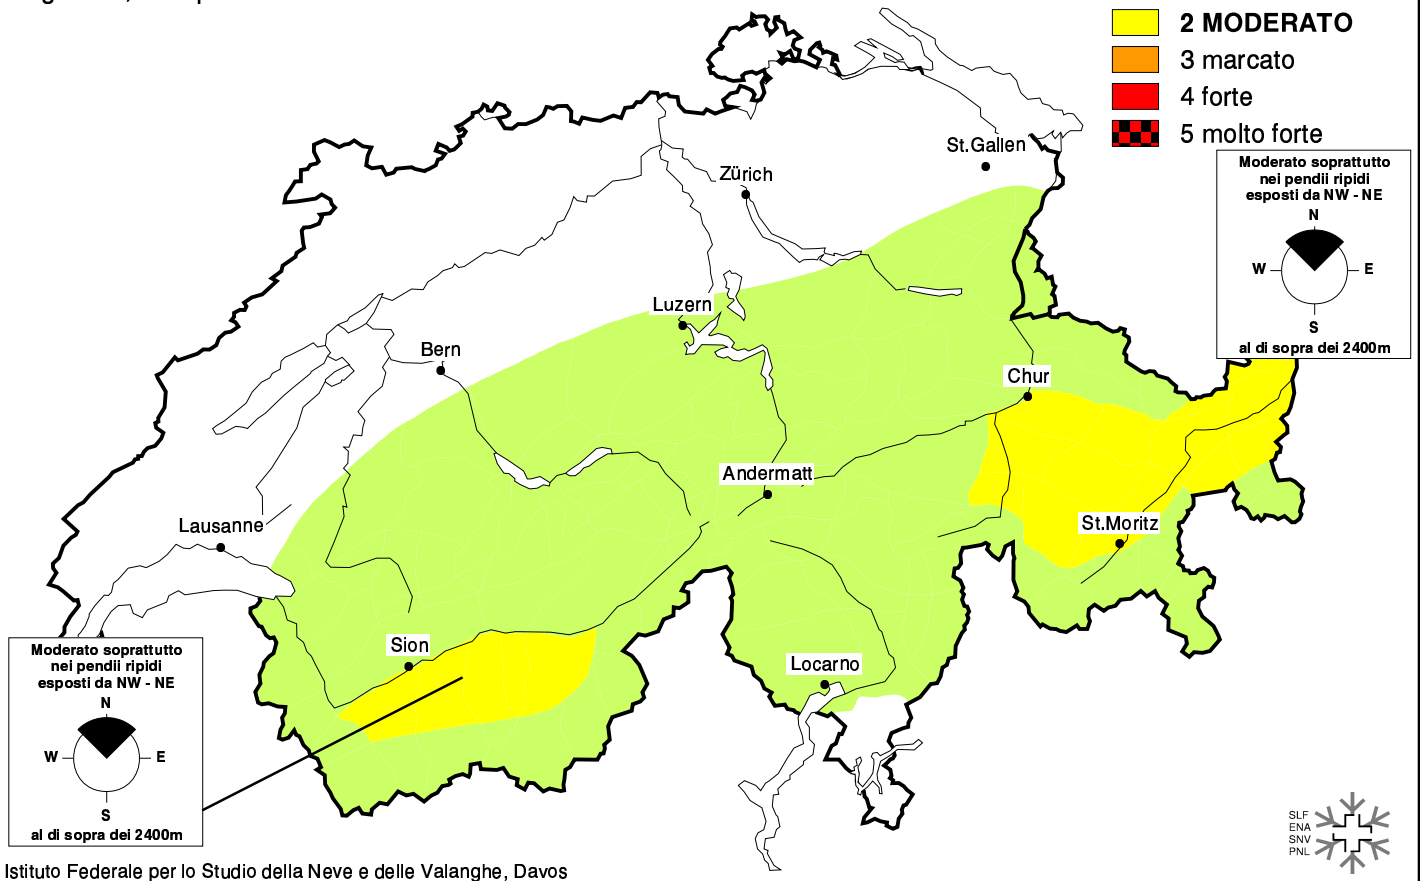 2 MODERATO
3 marcato
4 forte
5 molto forte
St.Gallen
Zürich
Moderato soprattutto
nei pendii ripidi
esposti da NW - NE
N
W
E
S
al di sopra dei 2400m
Luzern
Bern
Chur
Andermatt
Lausanne
St.Moritz
Sion
Locarno
Moderato soprattutto
nei pendii ripidi
esposti da NW - NE
N
W
E
S
al di sopra dei 2400m
SLF
ENA
SNV
PNL
Istituto Federale per lo Studio della Neve e delle Valanghe, Davos